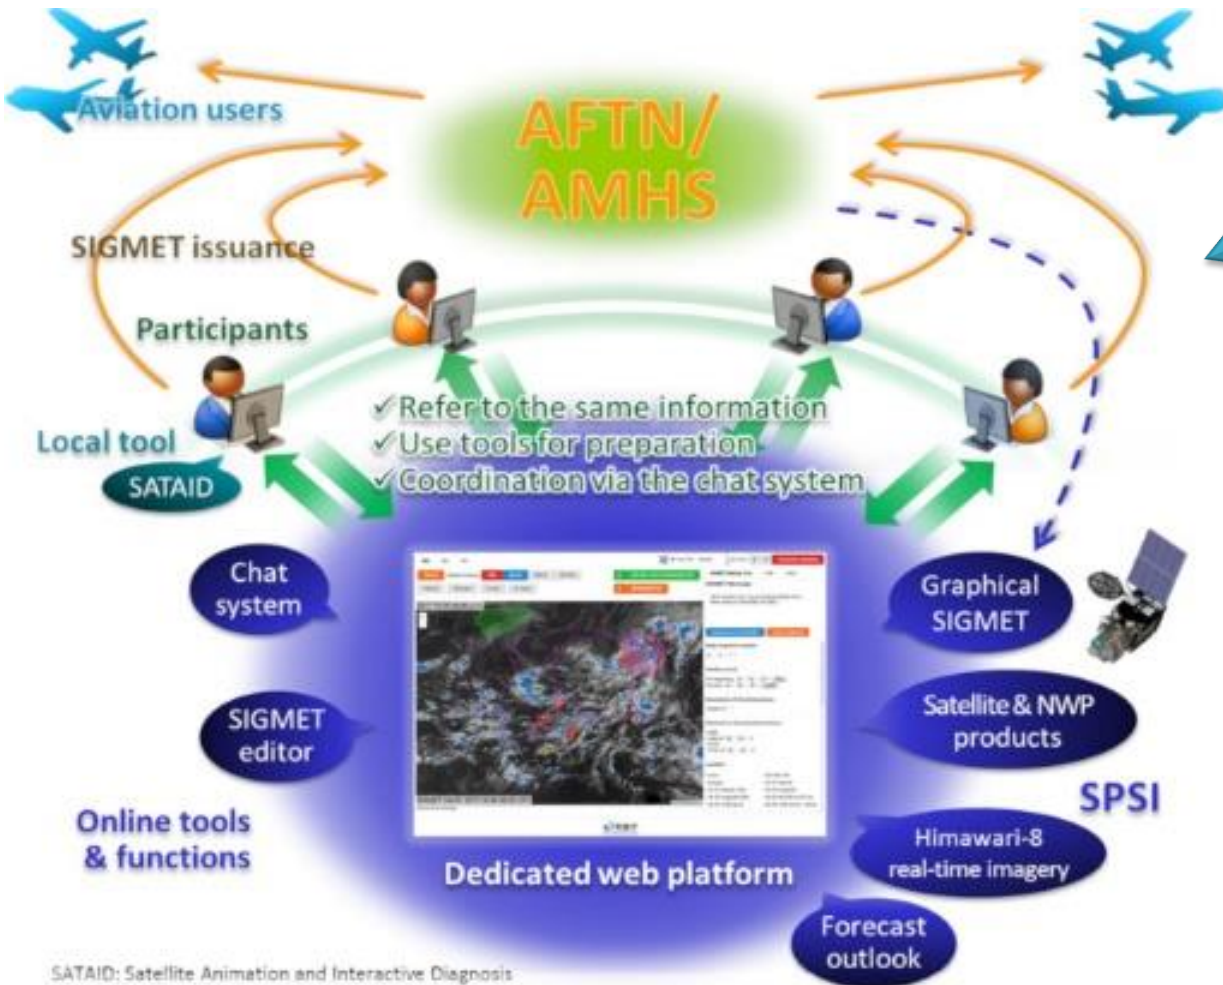 AFTN/
AMHS
Aviation users
SIGMET issuance
Participants
Local tool
SATAID
✓Refer to the same information
✓Use tools for preparation
✓Coordination via the chat system
Chat
system
Graphical
SIGMET
SIGMET
editor
Satellite & NWP
products
SPSI
Online tools
& functions
Himawari-8
real-time imagery
Dedicated web platform
Forecast
outlook
SATAID: Satellite Animation and Interactive Diagnosis